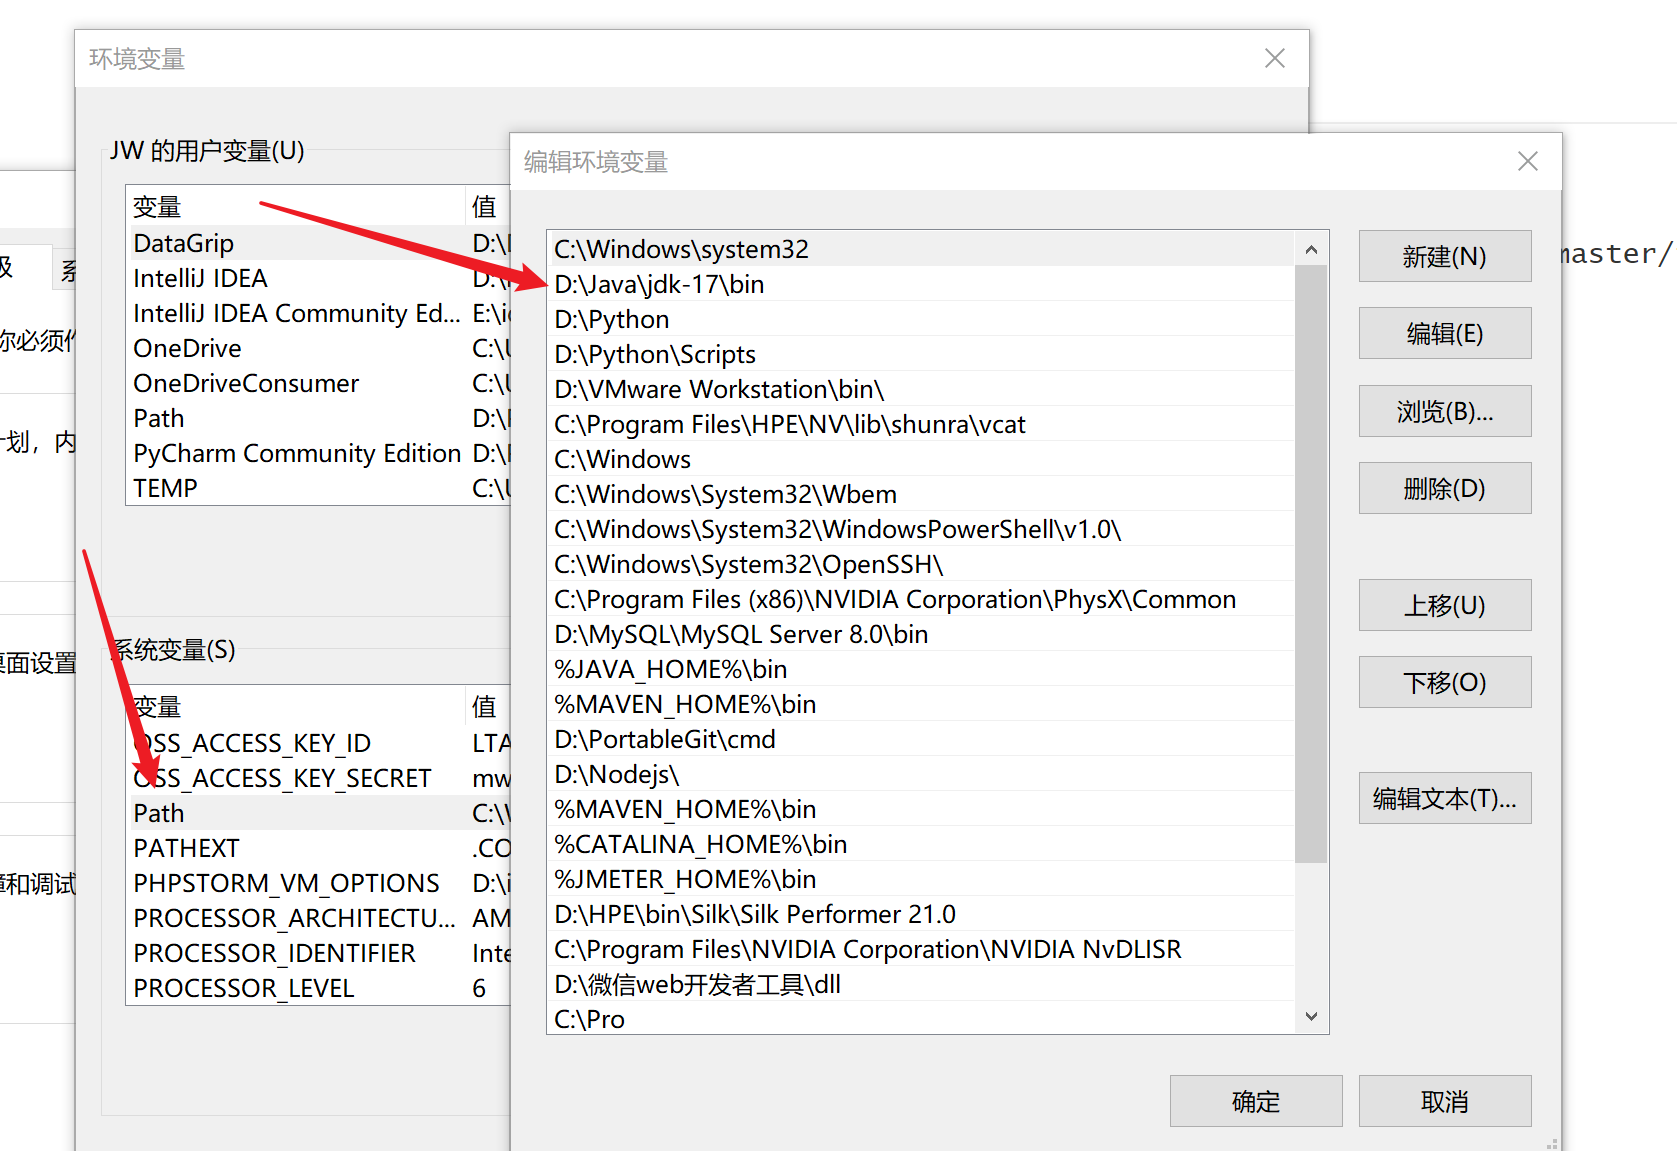 环境变量
JW 的用户变量(U)
变量 值
DataGrip D:\
IntelliJ IDEA D:\
IntelliJ IDEA Community Ed... E:\
OneDrive C:\
OneDriveConsumer C:\
Path D:\
PyCharm Community Edition D:\
TEMP C:\
系统变量(S)
变量 值
OSS_ACCESS_KEY_ID LTA
OSS_ACCESS_KEY_SECRET mw
Path C:\
PATHEXT .CO
PHPSTORM_VM_OPTIONS D:\
PROCESSOR_ARCHITECTU... AM
PROCESSOR_IDENTIFIER Inte
PROCESSOR_LEVEL 6
编辑环境变量
C:\Windows\system32
D:\Java\jdk-17\bin
D:\Python
D:\Python\Scripts
D:\VMware Workstation\bin\
C:\Program Files\HPE\NV\lib\shunra\vcat
C:\Windows
C:\Windows\System32\Wbem
C:\Windows\System32\WindowsPowerShell\v1.0\
C:\Windows\System32\OpenSSH\
C:\Program Files (x86)\NVIDIA Corporation\PhysX\Common
D:\MySQL\MySQL Server 8.0\bin
%JAVA_HOME%\bin
%MAVEN_HOME%\bin
D:\PortableGit\cmd
D:\Nodejs\
%MAVEN_HOME%\bin
%CATALINA_HOME%\bin
%JMETER_HOME%\bin
D:\HPE\bin\Silk\Silk Performer 21.0
C:\Program Files\NVIDIA Corporation\NVIDIA NvDLISR
D:\微信web开发者工具\dll
C:\Pro
新建(N)
编辑(E)
浏览(B)...
删除(D)
上移(U)
下移(O)
编辑文本(T)...
确定
取消
master/
级
系
你必须
计划，内
桌面设置
和调试